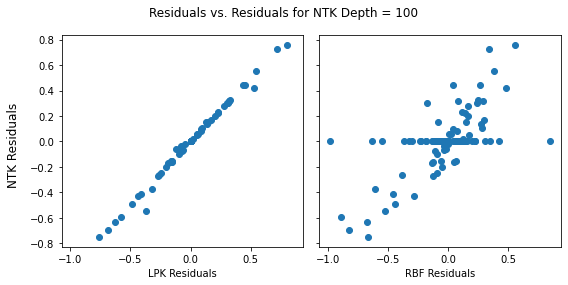 Residuals vs. Residuals for NTK Depth = 100
NTK Residuals
0.8
0.6
0.4
0.2
0.0
−0.2
−0.4
−0.6
−0.8
−1.0 −0.5 0.0 0.5
−1.0 −0.5 0.0 0.5
LPK Residuals
RBF Residuals